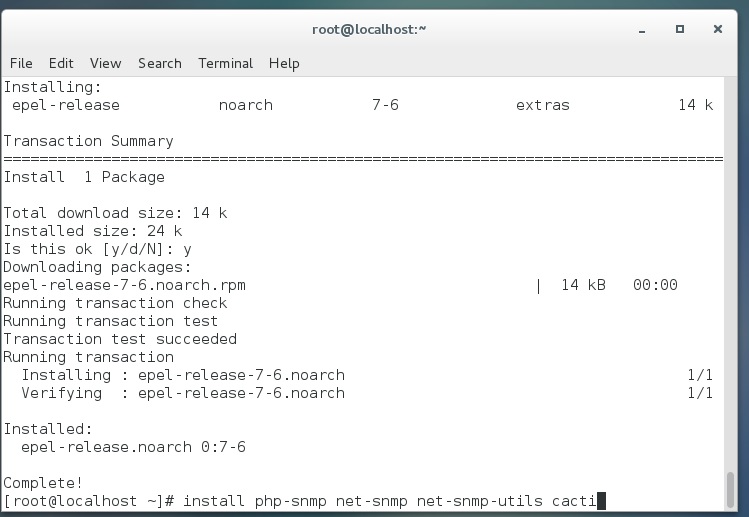 root@localhost:~
File Edit View Search Terminal Help
Installing:
 epel-release           noarch           7-6             extras            14 k

Transaction Summary
================================================================================
Install  1 Package

Total download size: 14 k
Installed size: 24 k
Is this ok [y/d/N]: y
Downloading packages:
epel-release-7-6.noarch.rpm                                |  14 kB   00:00
Running transaction check
Running transaction test
Transaction test succeeded
Running transaction
  Installing : epel-release-7-6.noarch                                      1/1
  Verifying  : epel-release-7-6.noarch                                      1/1

Installed:
  epel-release.noarch 0:7-6

Complete!
[root@localhost ~]# install php-snmp net-snmp net-snmp-utils cacti